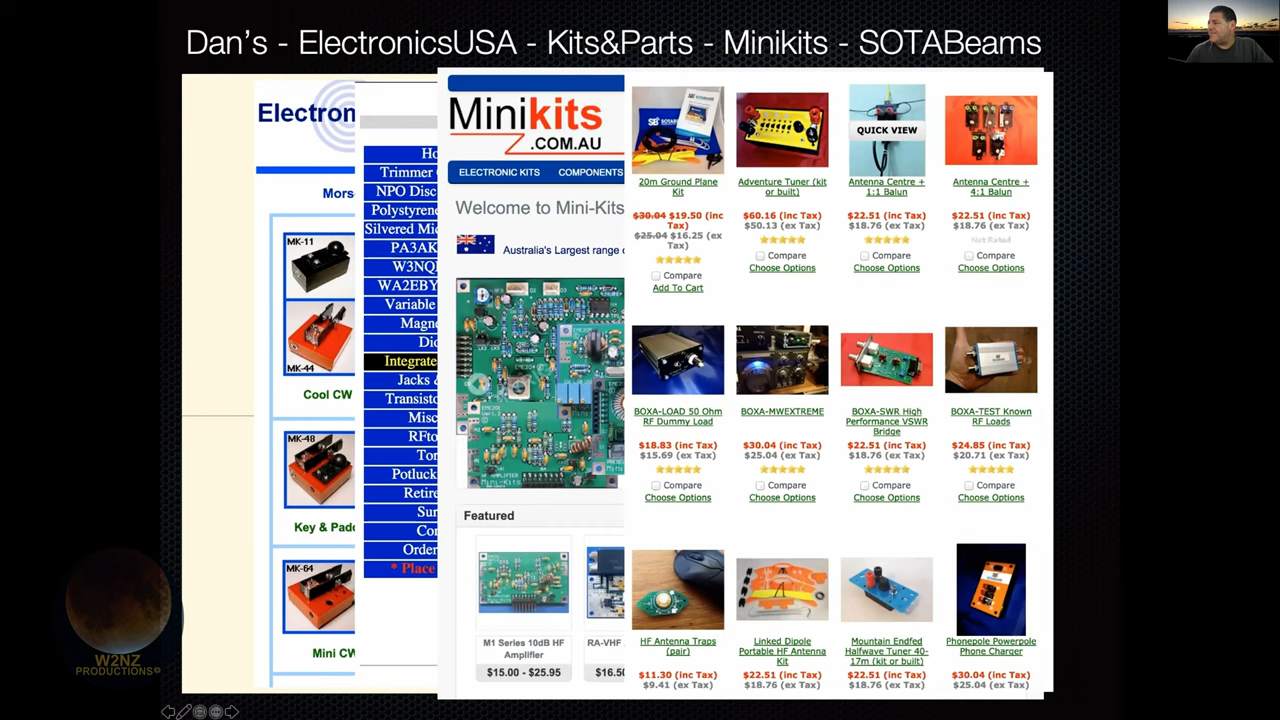 Dan's - ElectronicsUSA - Kits&Parts - Minikits - SOTABeams
Electron
Mors
MK-11
MK-44
Cool CW
MK-48
Key & Padd
MK-64
Mini CW
Ho
Trimmer
NPO Disc
Polystyrene
Silvered Mic
PA3AK
W3NQ
WA2EBY
Variable
Magne
Dio
Integrate
Jacks &
Transisto
Misc
RFto
Tor
Potluck
Retire
Sur
Co
Order
* Place
Minikits
.COM.AU
ELECTRONIC KITS COMPONENTS
Welcome to Mini-Kits
Australia's Largest range o
Featured
M1 Series 10dB HF
Amplifier
$15.00 - $25.95
RA-VHF
$16.50
QUICK VIEW
20m Ground Plane
Kit
$30.04 $19.50 (inc
Tax)
$25.04 $16.25 (ex
Tax)
Compare
Add To Cart
Adventure Tuner (kit
or built)
$60.16 (inc Tax)
$50.13 (ex Tax)
Compare
Choose Options
Antenna Centre +
1:1 Balun
$22.51 (inc Tax)
$18.76 (ex Tax)
Compare
Choose Options
Antenna Centre +
4:1 Balun
$22.51 (inc Tax)
$18.76 (ex Tax)
Not Rated
Compare
Choose Options
BOXA-LOAD 50 Ohm
RF Dummy Load
$18.83 (inc Tax)
$15.69 (ex Tax)
Compare
Choose Options
BOXA-MWEXTREME
$30.04 (inc Tax)
$25.04 (ex Tax)
Compare
Choose Options
BOXA-SWR High
Performance VSWR
Bridge
$22.51 (inc Tax)
$18.76 (ex Tax)
Compare
Choose Options
BOXA-TEST Known
RF Loads
$24.85 (inc Tax)
$20.71 (ex Tax)
Compare
Choose Options
HF Antenna Traps
(pair)
$11.30 (inc Tax)
$9.41 (ex Tax)
Linked Dipole
Portable HF Antenna
Kit
$22.51 (inc Tax)
$18.76 (ex Tax)
Mountain Endfed
Halfwave Tuner 40-
17m (kit or built)
$22.51 (inc Tax)
$18.76 (ex Tax)
Phonepole Powerpole
Phone Charger
$30.04 (inc Tax)
$25.04 (ex Tax)
W2NZ
PRODUCTIONS©